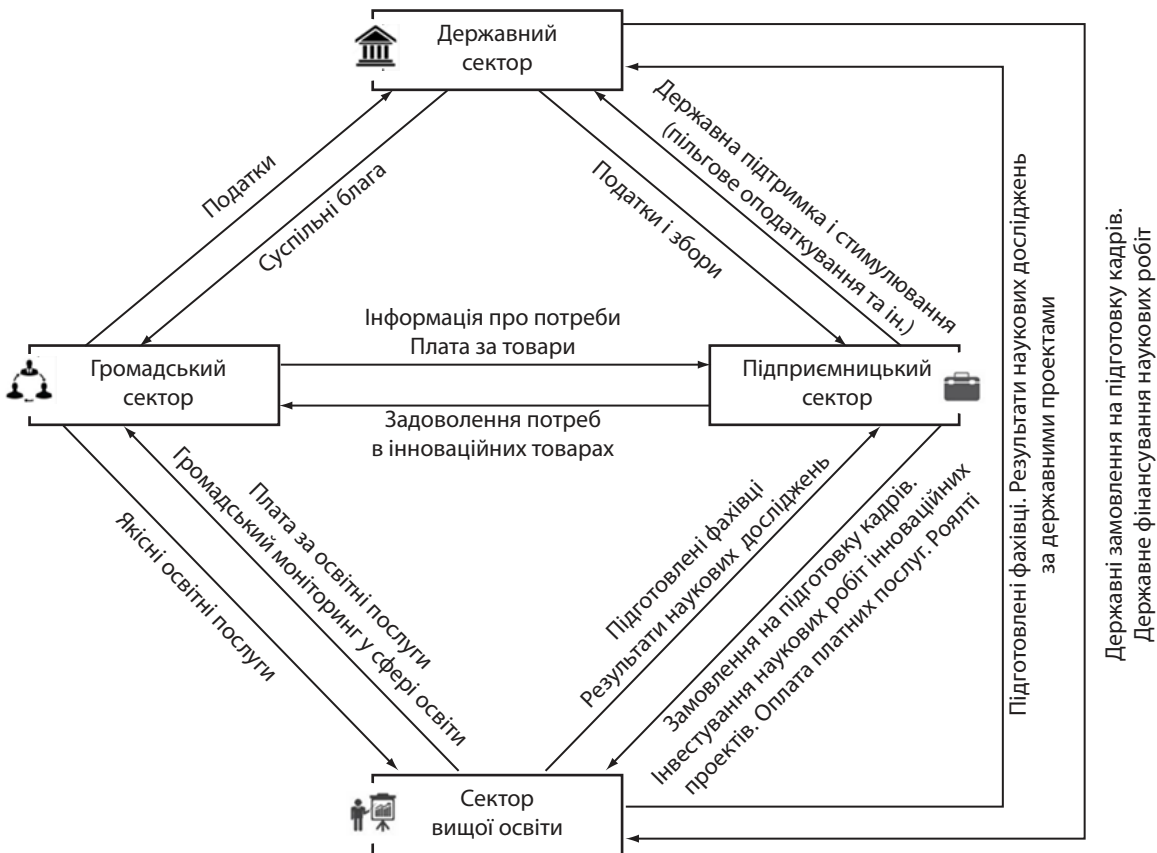 Державний
сектор
Податки
Суспільні блага
Податки і збори
Державна підтримка і стимулювання
(пільгове оподаткування та ін.)
Інформація про потреби
Плата за товари
Громадський
сектор
Підприємницький
сектор
Задоволення потреб
в інноваційних товарах
Якісні освітні послуги
Плата за освітні послуги
Громадський моніторинг у сфері освіти
Підготовлені фахівці
Результати наукових досліджень
Замовлення на підготовку кадрів.
Інвестування наукових робіт інноваційних
проектів. Оплата платних послуг. Роялті
Підготовлені фахівці. Результати наукових досліджень
за державними проектами
Державні замовлення на підготовку кадрів.
Державне фінансування наукових робіт
Сектор
вищої освіти